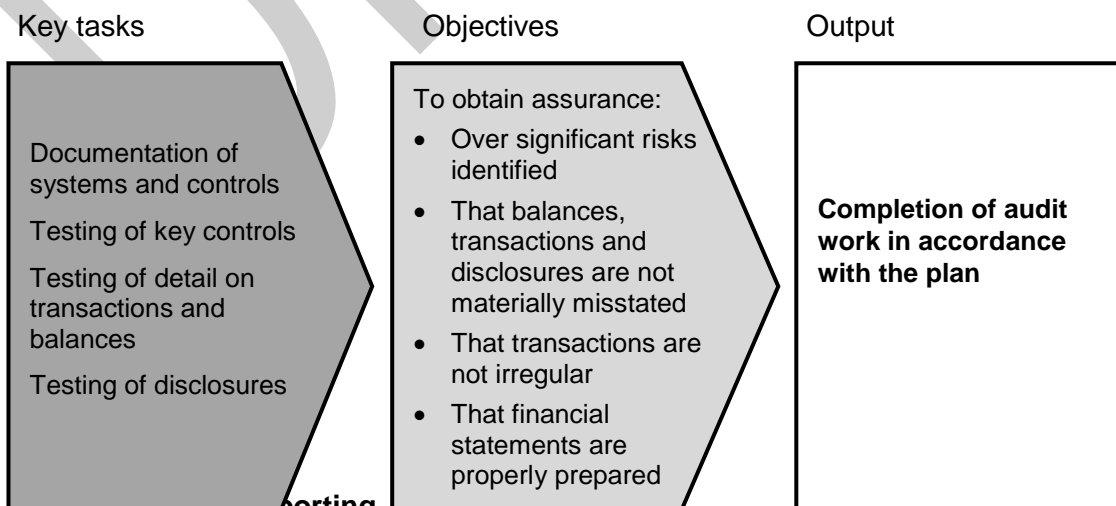 Key tasks
Objectives
Output
Documentation of
systems and controls
Testing of key controls
Testing of detail on
transactions and
balances
Testing of disclosures
To obtain assurance:
• Over significant risks
identified
• That balances,
transactions and
disclosures are not
materially misstated
• That transactions are
not irregular
• That financial
statements are
properly prepared
Completion of audit
work in accordance
with the plan